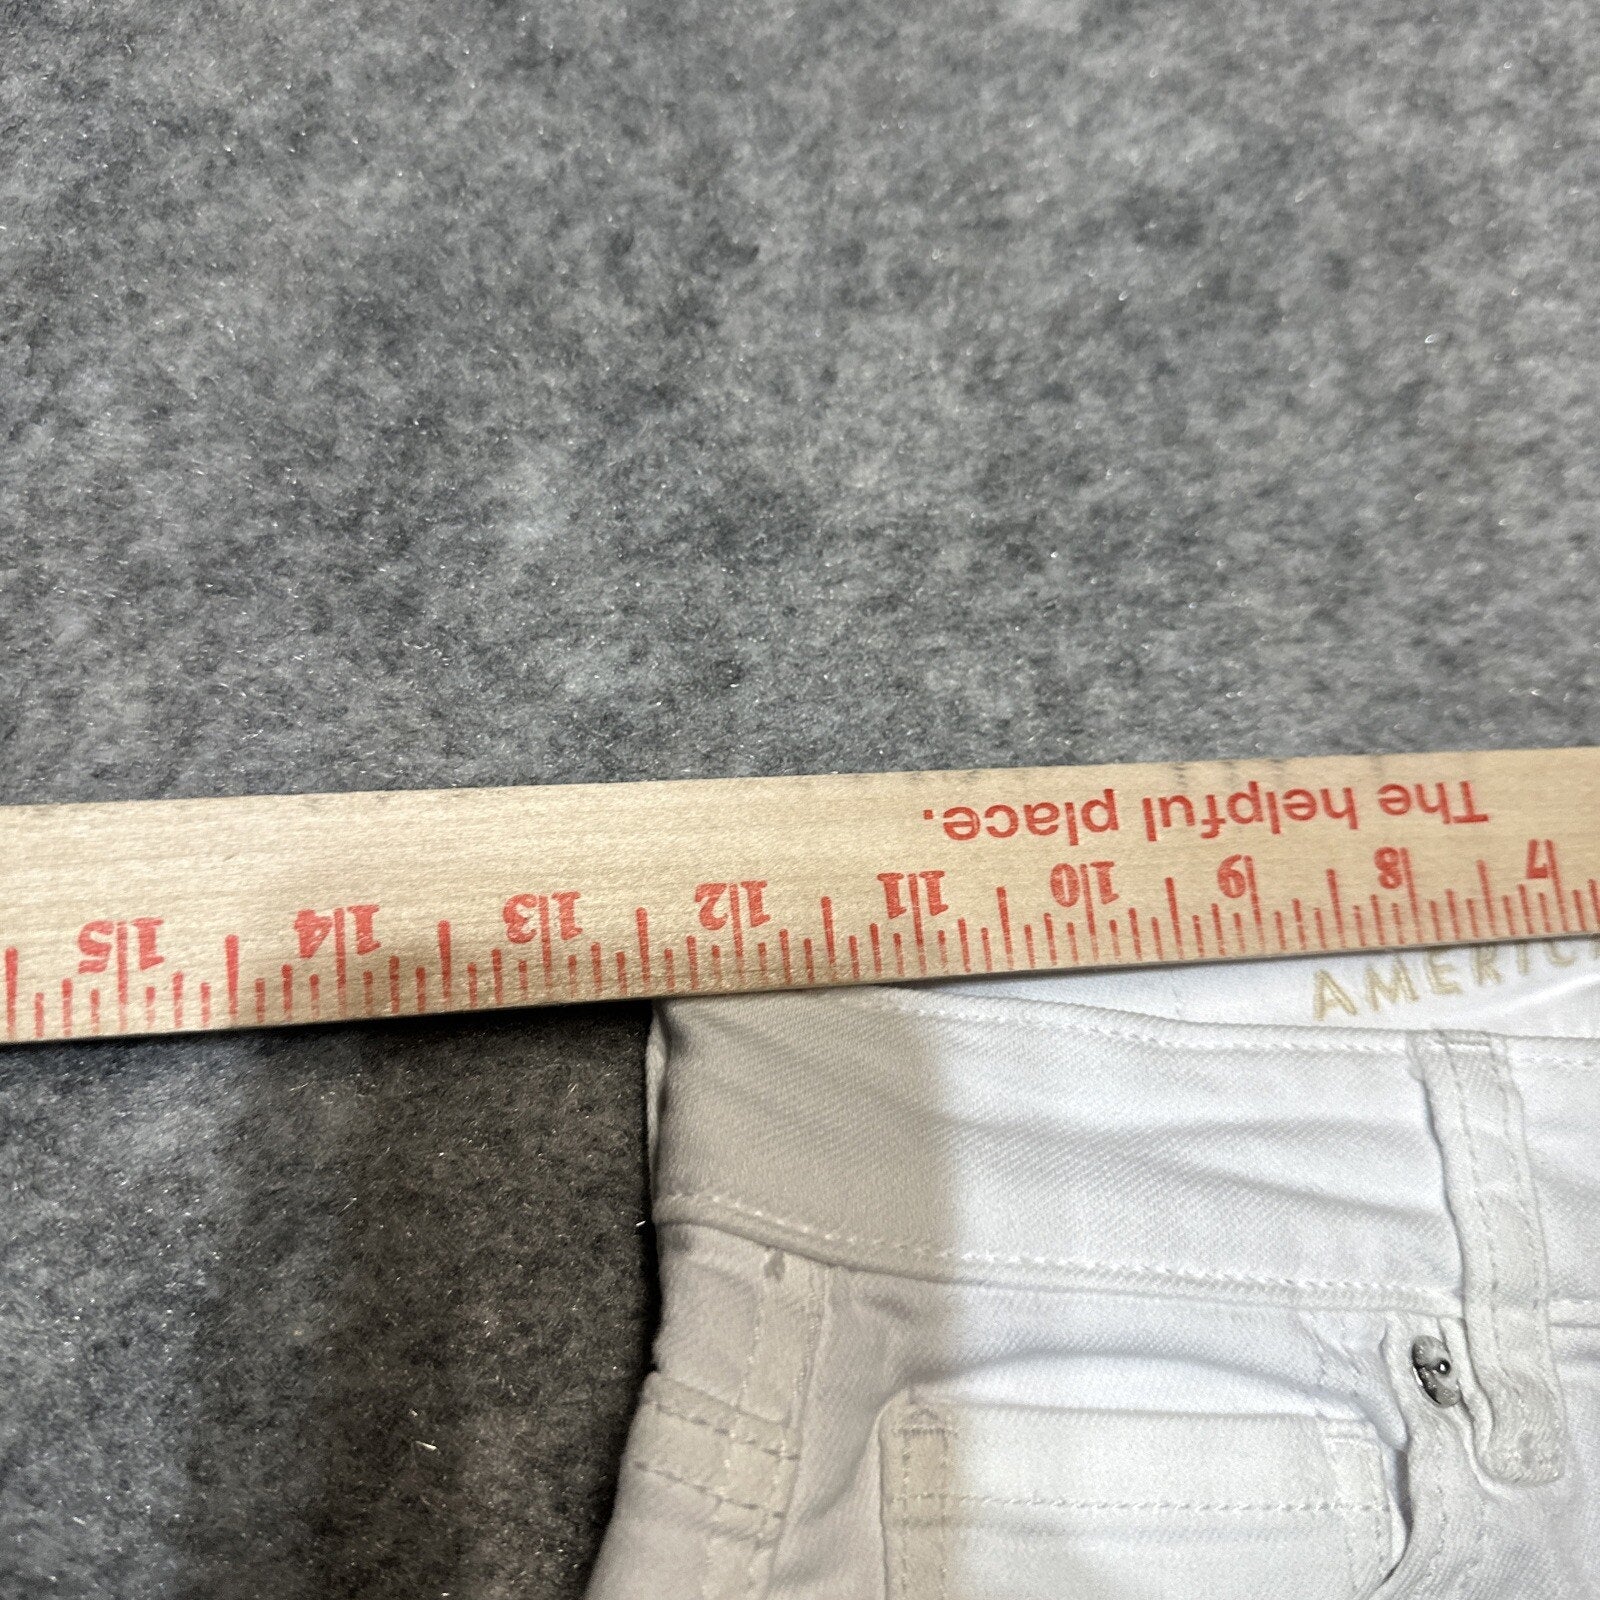 The helpful place.
7 8 9 10 11 12 13 14 15
AMERIC